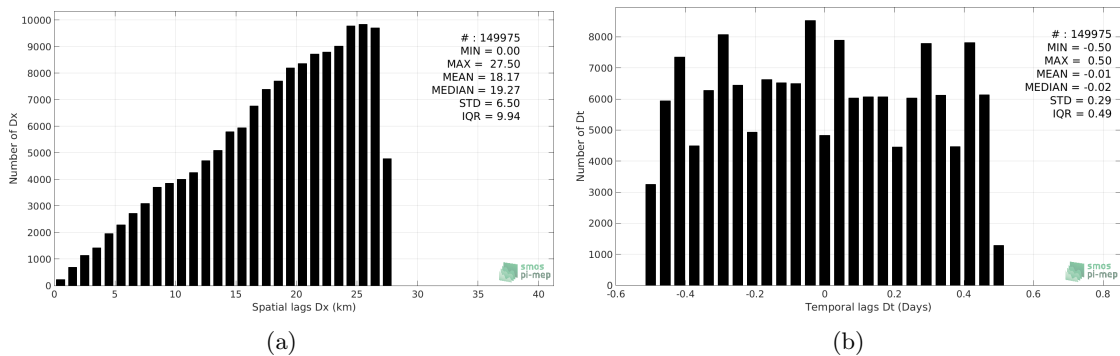 10000
9000
8000
7000
6000
5000
4000
3000
2000
1000
0
Number of Dx
# : 149975
MIN = 0.00
MAX = 27.50
MEAN = 18.17
MEDIAN = 19.27
STD = 6.50
IQR = 9.94
smos
pi-mep
0 5 10 15 20 25 30 35 40
Spatial lags Dx (km)
(a)
8000
7000
6000
5000
4000
3000
2000
1000
0
Number of Dt
# : 149975
MIN = -0.50
MAX = 0.50
MEAN = -0.01
MEDIAN = -0.02
STD = 0.29
IQR = 0.49
smos
pi-mep
-0.6 -0.4 -0.2 0 0.2 0.4 0.6 0.8
Temporal lags Dt (Days)
(b)